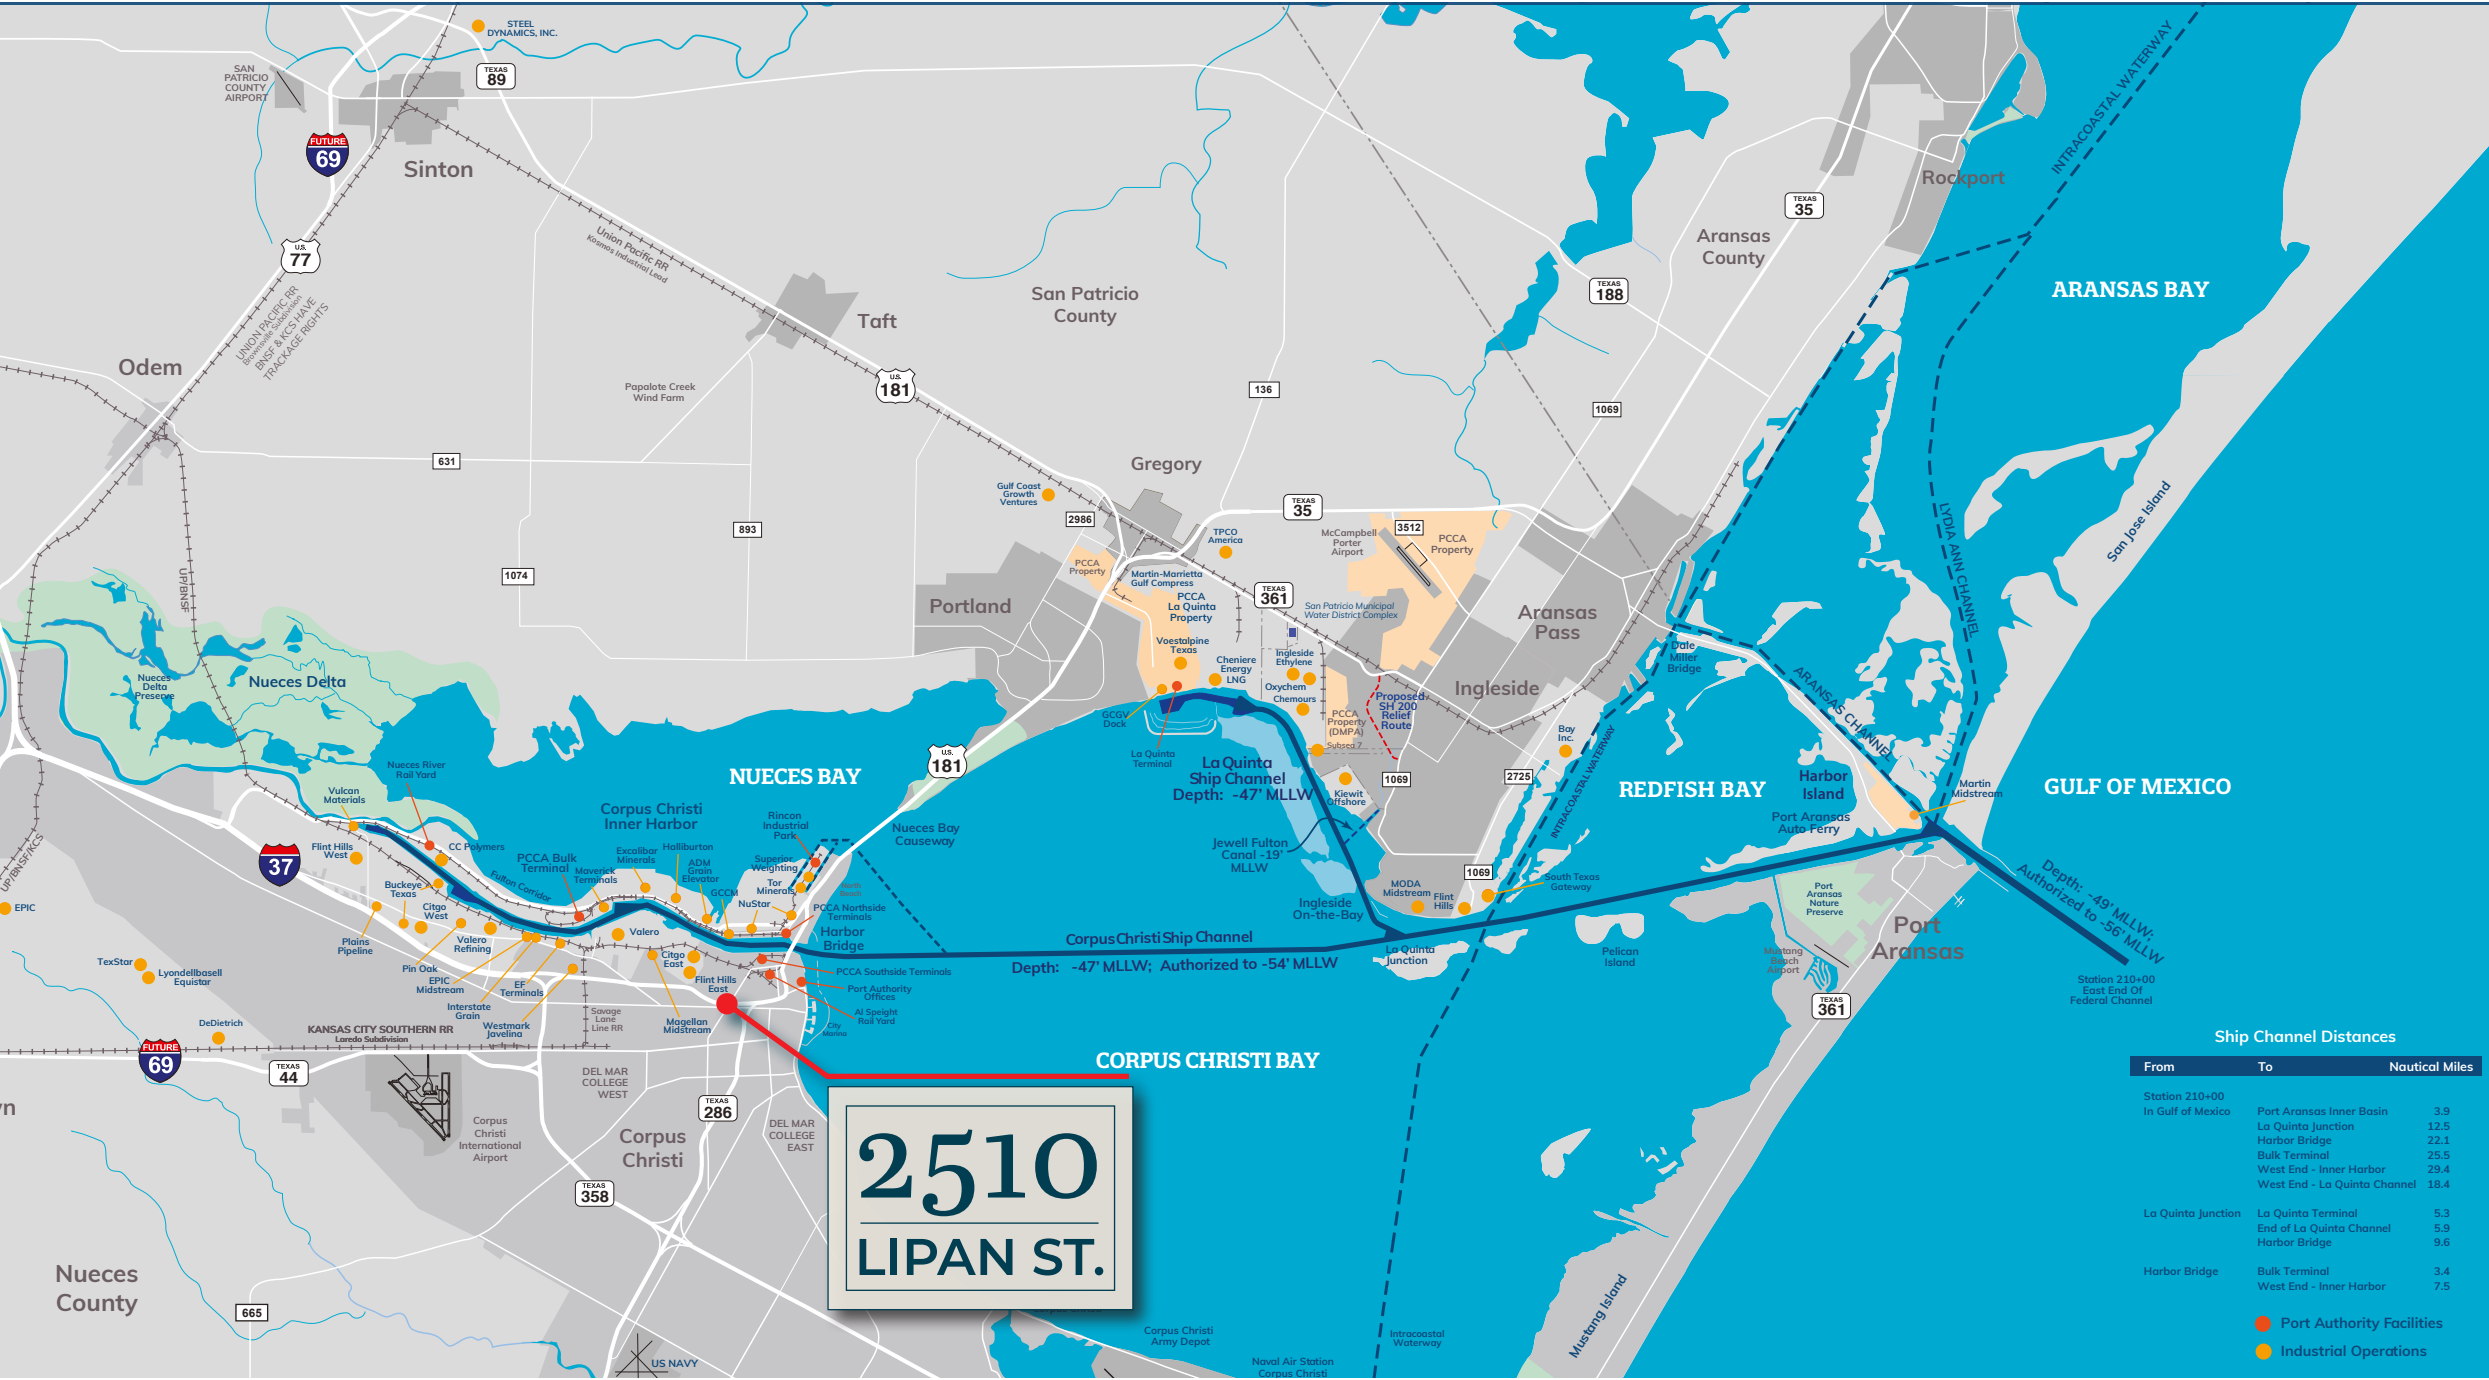 STEEL
DYNAMICS, INC.
SAN
PATRICIO
COUNTY
AIRPORT
TEXAS
89
FUTURE
69
Sinton
U.S.
77
Union Pacific RR
Kosmos Industrial Lead
UNION PACIFIC RR
Brownsville Subdivision
BNSF & KCS HAVE
TRACKAGE RIGHTS
Odem
Taft
San Patricio
County
Papalote Creek
Wind Farm
U.S.
181
136
631
893
1074
UP/BNSF
Rockport
INTRACOASTAL WATERWAY
TEXAS
35
Aransas
County
TEXAS
188
1069
ARANSAS BAY
San Jose Island
LYDIA ANN CHANNEL
Gregory
Gulf Coast
Growth
Ventures
2986
TEXAS
35
TPCO
America
McCampbell
Porter
Airport
3512
PCCA
Property
PCCA
Property
Martin-Marrietta
Gulf Compress
TEXAS
361
San Patricio Municipal
Water District Complex
Portland
PCCA
La Quinta
Property
Voestalpine
Texas
Cheniere
Energy
LNG
Ingleside
Ethylene
Oxychem
Chemours
Aransas
Pass
Ingleside
Proposed
SH 200
Relief
Route
PCCA
Property
(DMPA)
Subsea 7
GCGV
Dock
La Quinta
Terminal
La Quinta
Ship Channel
Depth: -47' MLLW
Kiewit
Offshore
1069
2725
Bay
Inc.
INTRACOASTAL WATERWAY
Dale
Miller
Bridge
ARANSAS CHANNEL
REDFISH BAY
Harbor
Island
Port Aransas
Auto Ferry
Martin
Midstream
GULF OF MEXICO
Nueces
Delta
Preserve
Nueces Delta
Nueces River
Rail Yard
Vulcan
Materials
NUECES BAY
U.S.
181
Corpus Christi
Inner Harbor
Rincon
Industrial
Park
Nueces Bay
Causeway
Jewell Fulton
Canal -19'
MLLW
37
UP/BNSF/KCS
EPIC
Flint Hills
West
CC Polymers
Fulton Corridor
PCCA Bulk
Terminal
Maverick
Terminals
Excalibar
Minerals
Halliburton
ADM
Grain
Elevator
GCCM
Superior
Weighting
Tor
Minerals
NuStar
North
Beach
PCCA Northside
Terminals
Harbor
Bridge
Buckeye
Texas
Citgo
West
Plains
Pipeline
Valero
Refining
Valero
Pin Oak
EPIC
Midstream
EF
Terminals
Interstate
Grain
Westmark
Javelina
Citgo
East
Flint Hills
East
Magellan
Midstream
PCCA Southside Terminals
Port Authority
Offices
Al Speight
Rail Yard
City
Marina
Savage
Lane
Line RR
TexStar
Lyondellbasell
Equistar
DeDietrich
KANSAS CITY SOUTHERN RR
Laredo Subdivision
FUTURE
69
TEXAS
44
Corpus Christi Ship Channel
Depth: -47' MLLW; Authorized to -54' MLLW
Ingleside
On-the-Bay
MODA
Midstream
Flint
Hills
1069
South Texas
Gateway
La Quinta
Junction
Pelican
Island
Port
Aransas
Nature
Preserve
Port
Aransas
Mustang
Beach
Airport
TEXAS
361
Depth: -49' MLLW;
Authorized to -56' MLLW
Station 210+00
East End Of
Federal Channel
CORPUS CHRISTI BAY
DEL MAR
COLLEGE
WEST
TEXAS
286
DEL MAR
COLLEGE
EAST
Corpus
Christi
Corpus
Christi
International
Airport
TEXAS
358
2510
LIPAN ST.
Nueces
County
665
US NAVY
Corpus Christi
Army Depot
Naval Air Station
Corpus Christi
Intracoastal
Waterway
Mustang Island
Ship Channel Distances
From To Nautical Miles
Station 210+00
In Gulf of Mexico Port Aransas Inner Basin 3.9
La Quinta Junction 12.5
Harbor Bridge 22.1
Bulk Terminal 25.5
West End - Inner Harbor 29.4
West End - La Quinta Channel 18.4
La Quinta Junction La Quinta Terminal 5.3
End of La Quinta Channel 5.9
Harbor Bridge 9.6
Harbor Bridge Bulk Terminal 3.4
West End - Inner Harbor 7.5
Port Authority Facilities
Industrial Operations